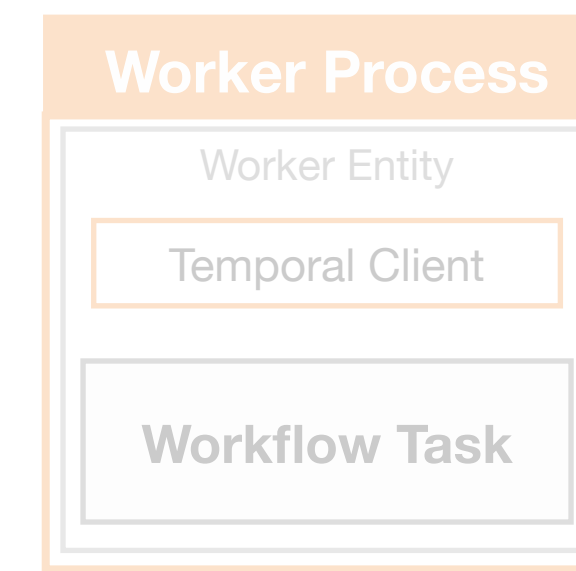 Worker Process
Worker Entity
Temporal Client
Workflow Task